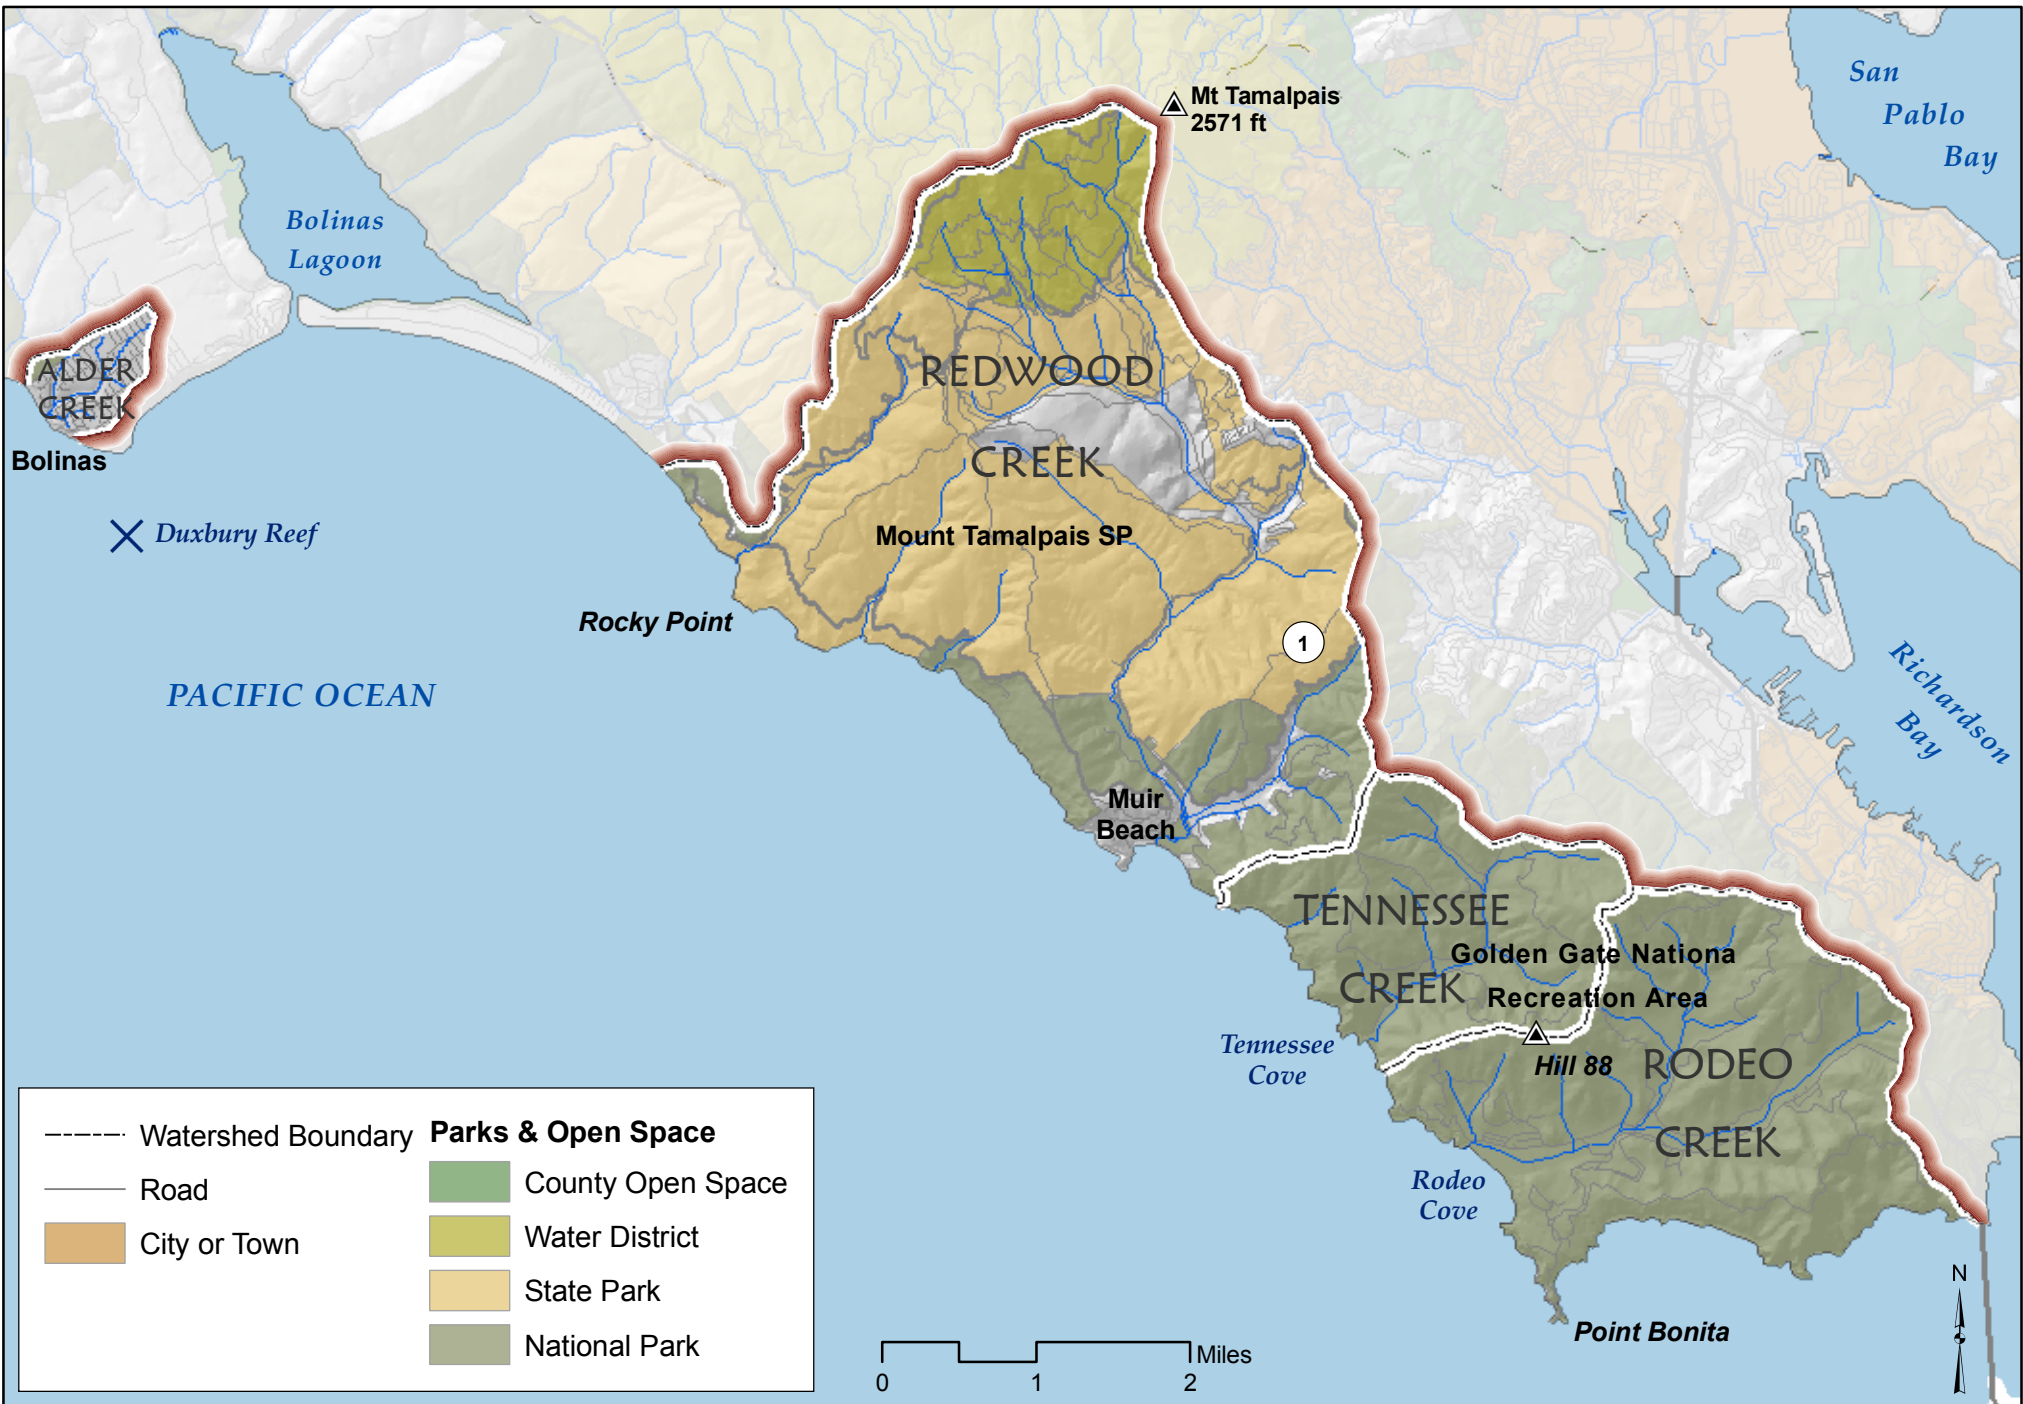 San
Pablo
Bay
Mt Tamalpais
2571 ft
Bolinas
Lagoon
ALDER
CREEK
Bolinas
REDWOOD
CREEK
Duxbury Reef
Mount Tamalpais SP
Rocky Point
1
PACIFIC OCEAN
Richardson
Bay
Muir
Beach
TENNESSEE
CREEK
Golden Gate Nationa
Recreation Area
Tennessee
Cove
Hill 88
RODEO
CREEK
Rodeo
Cove
Point Bonita
Watershed Boundary
Road
City or Town
Parks & Open Space
County Open Space
Water District
State Park
National Park
Miles
0 1 2
N